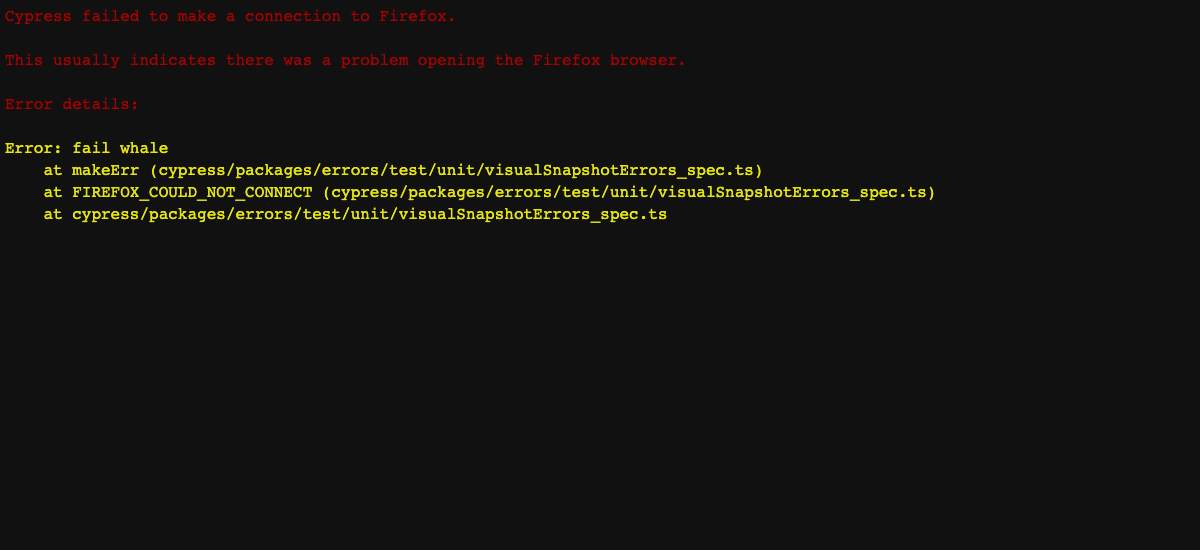 Cypress failed to make a connection to Firefox.
This usually indicates there was a problem opening the Firefox browser.
Error details:
Error: fail whale
    at makeErr (cypress/packages/errors/test/unit/visualSnapshotErrors_spec.ts)
    at FIREFOX_COULD_NOT_CONNECT (cypress/packages/errors/test/unit/visualSnapshotErrors_spec.ts)
    at cypress/packages/errors/test/unit/visualSnapshotErrors_spec.ts